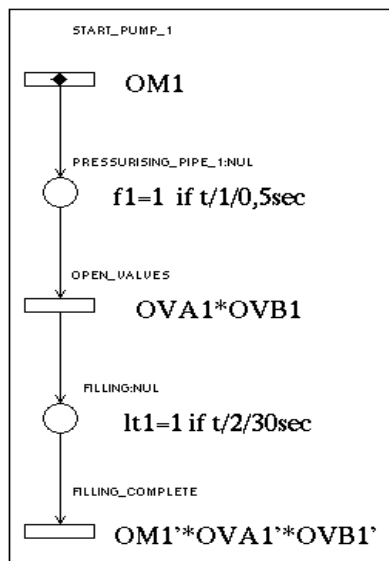 START_PUMP_1
OM1
PRESSURISING_PIPE_1:NUL
f1=1 if t/1/0,5sec
OPEN_VALVES
OVA1*OVB1
FILLING:NUL
lt1=1 if t/2/30sec
FILLING_COMPLETE
OM1'*OVA1'*OVB1'